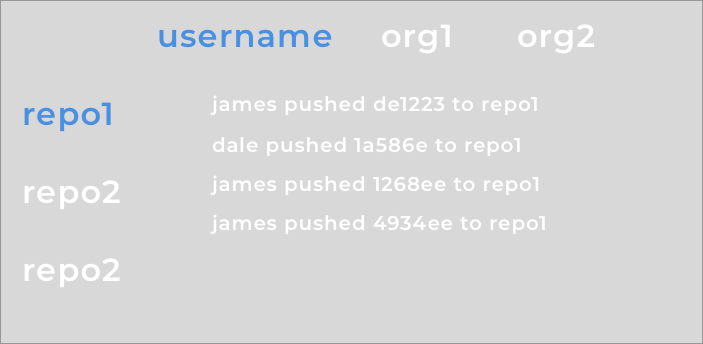 username org1 org2
repo1
james pushed de1223 to repo1
dale pushed 1a586e to repo1
repo2
james pushed 1268ee to repo1
james pushed 4934ee to repo1
repo2